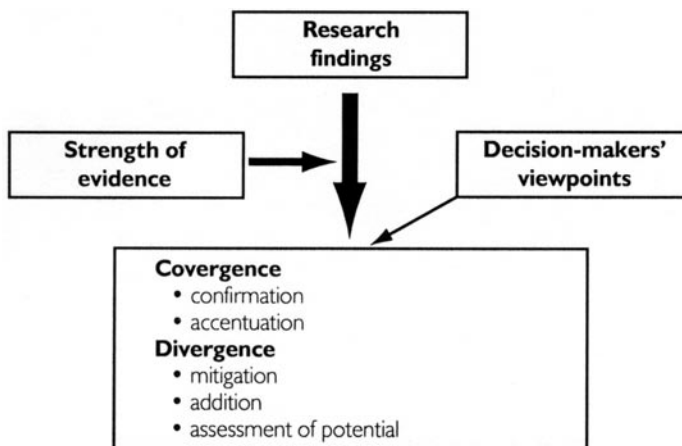 Research
findings
Strength of
evidence
Decision-makers'
viewpoints
Covergence
• confirmation
• accentuation
Divergence
• mitigation
• addition
• assessment of potential